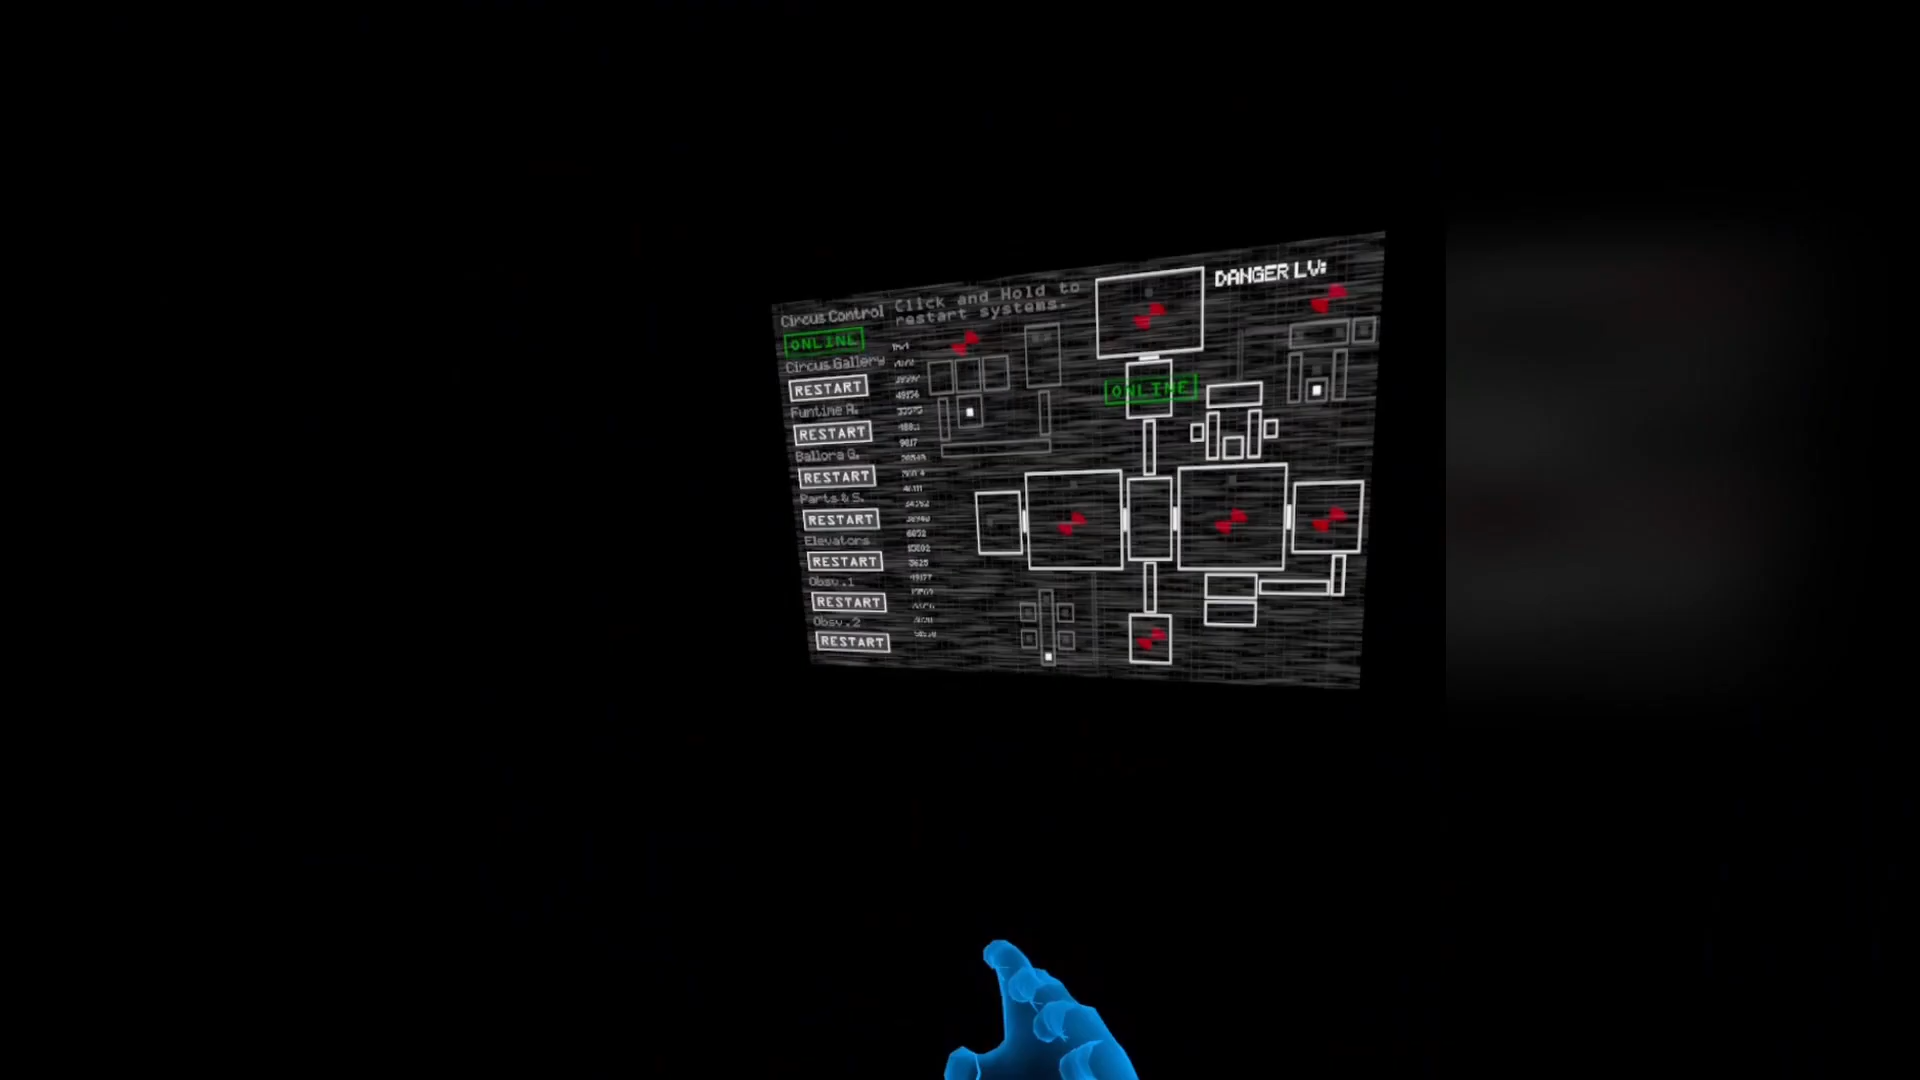 DANGER LV:
Click and Hold to
restart systems.
Circus Control
ONLINE
Circus Gallery
RESTART
Funtime A.
RESTART
Ballora G.
RESTART
Parts & S.
RESTART
Elevators
RESTART
Obsv.1
RESTART
Obsv.2
RESTART
ONLINE